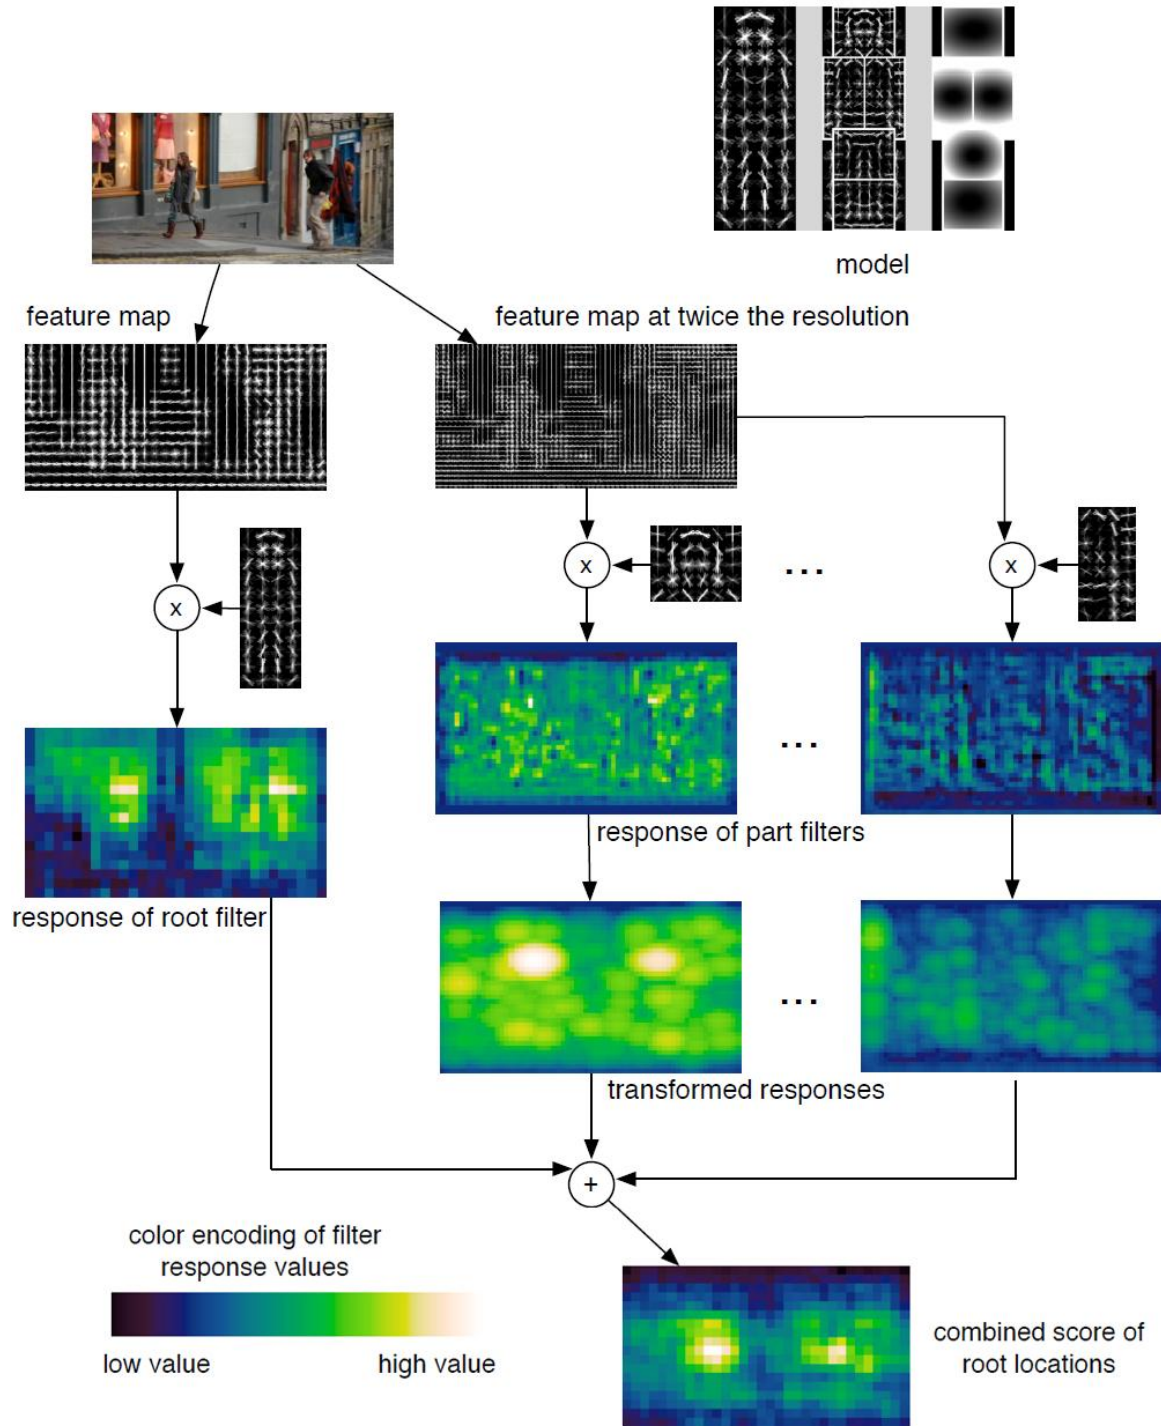 model
feature map
feature map at twice the resolution
x
x
...
x
response of root filter
response of part filters
...
transformed responses
...
+
color encoding of filter
response values
low value
high value
combined score of
root locations